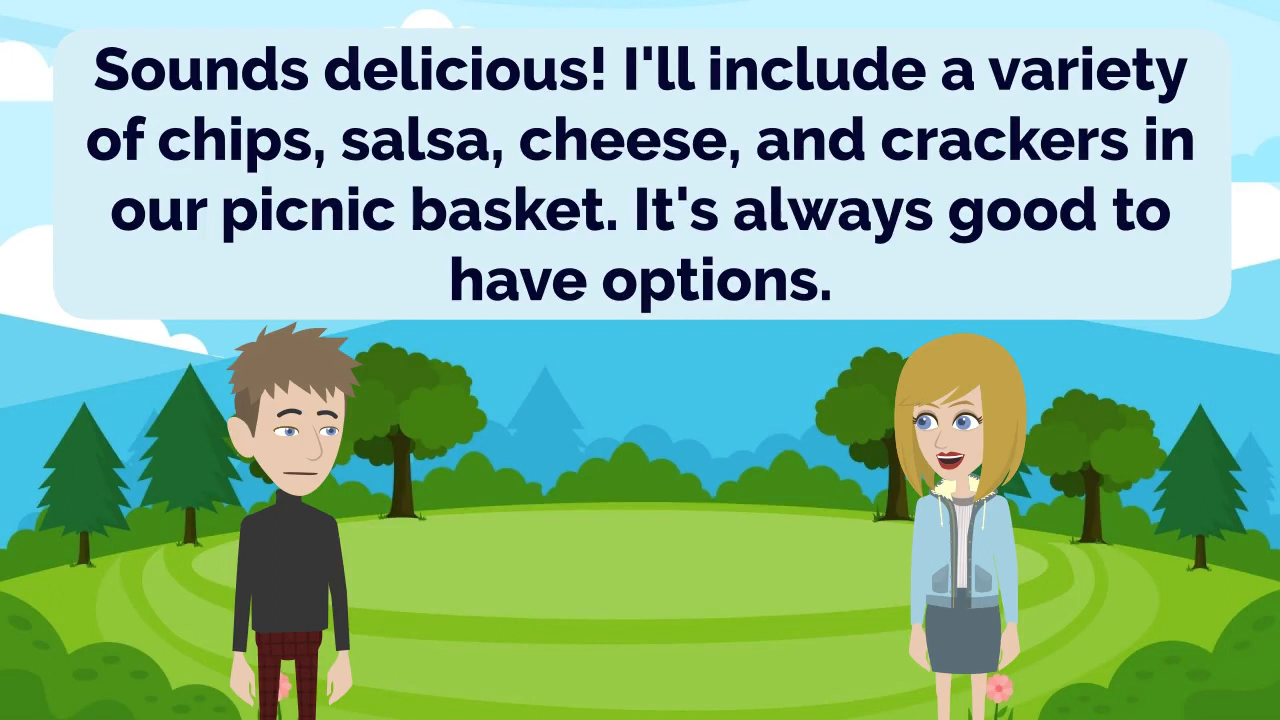 Sounds delicious! I'll include a variety
of chips, salsa, cheese, and crackers in
our picnic basket. It's always good to
have options.